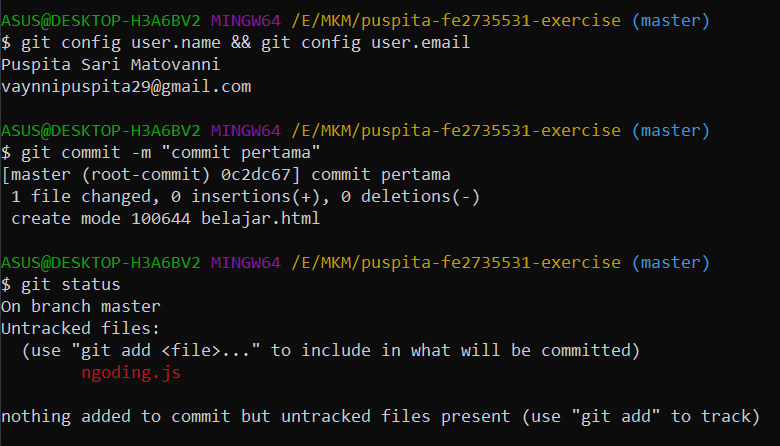 ASUS@DESKTOP-H3A6BV2 MINGW64 /E/MKM/puspita-fe2735531-exercise (master)
$ git config user.name && git config user.email
Puspita Sari Matovanni
vaynnipuspita29@gmail.com
ASUS@DESKTOP-H3A6BV2 MINGW64 /E/MKM/puspita-fe2735531-exercise (master)
$ git commit -m "commit pertama"
[master (root-commit) 0c2dc67] commit pertama
 1 file changed, 0 insertions(+), 0 deletions(-)
 create mode 100644 belajar.html
ASUS@DESKTOP-H3A6BV2 MINGW64 /E/MKM/puspita-fe2735531-exercise (master)
$ git status
On branch master
Untracked files:
  (use "git add <file>..." to include in what will be committed)
        ngoding.js
nothing added to commit but untracked files present (use "git add" to track)